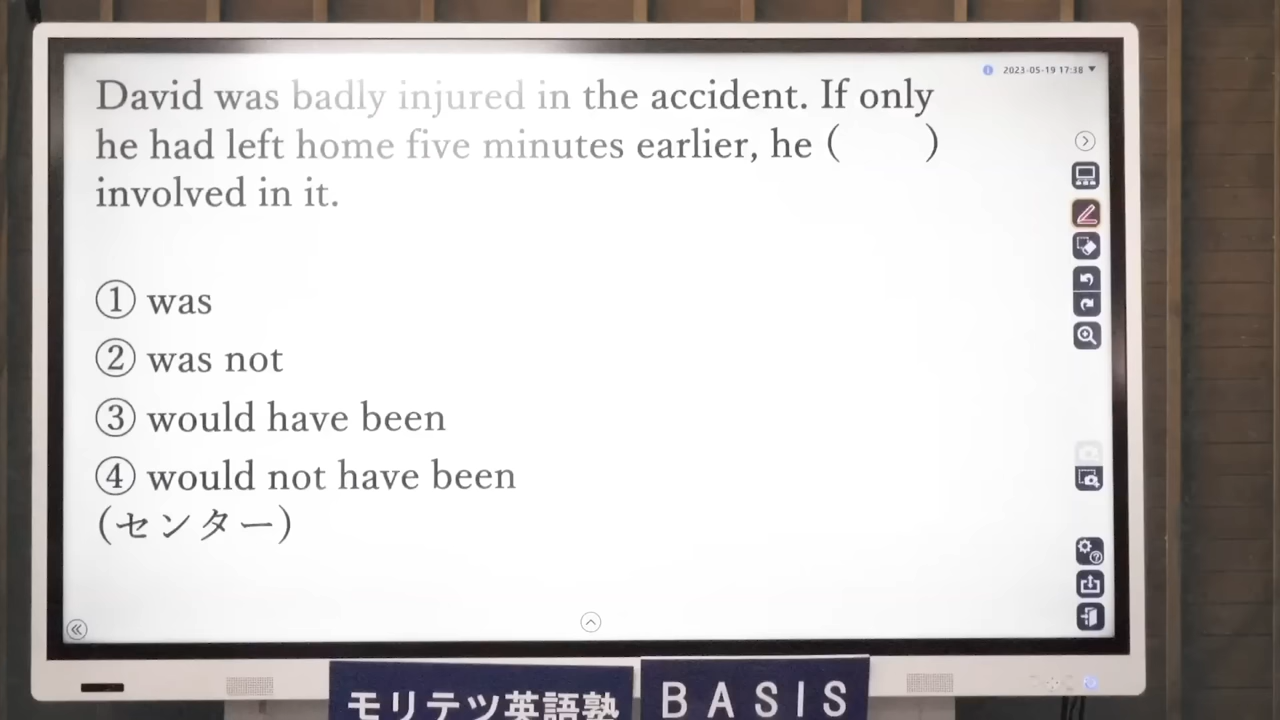 2023-05-19 17:38
David was badly injured in the accident. If only
he had left home five minutes earlier, he (        )
involved in it.
① was
② was not
③ would have been
④ would not have been
(センター)
モリテツ英語塾
BASIS